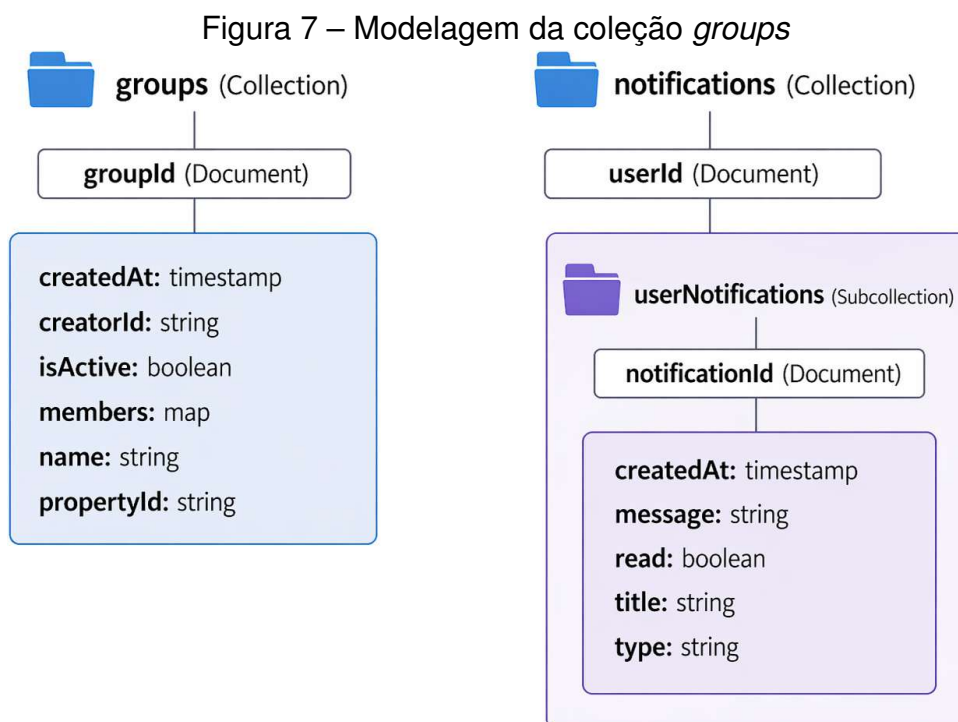 Figura 7 – Modelagem da coleção groups
groups (Collection)
groupId (Document)
createdAt: timestamp
creatorId: string
isActive: boolean
members: map
name: string
propertyId: string
notifications (Collection)
userId (Document)
userNotifications (Subcollection)
notificationId (Document)
createdAt: timestamp
message: string
read: boolean
title: string
type: string